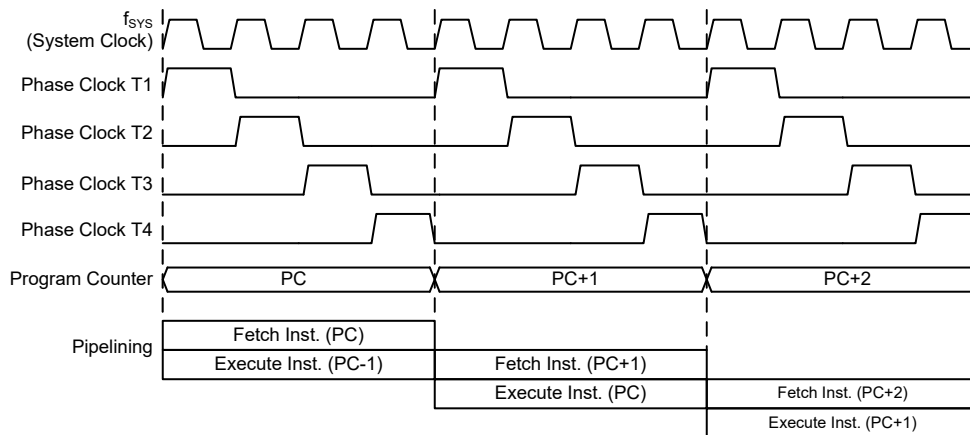 fSYS
(System Clock)
Phase Clock T1
Phase Clock T2
Phase Clock T3
Phase Clock T4
Program Counter PC PC+1 PC+2
Pipelining
Fetch Inst. (PC)
Execute Inst. (PC-1) Fetch Inst. (PC+1)
Execute Inst. (PC) Fetch Inst. (PC+2)
Execute Inst. (PC+1)